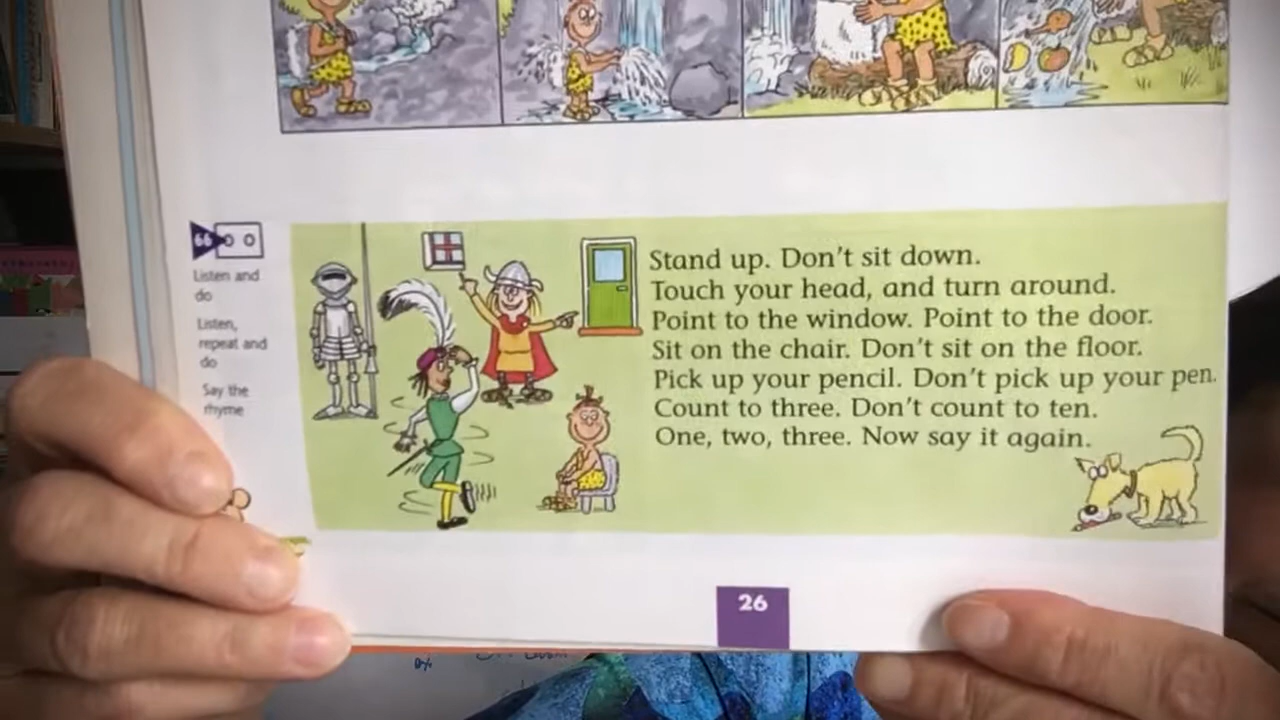 66
Listen and
do
Listen,
repeat and
do
Say the
rhyme
Stand up. Don't sit down.
Touch your head, and turn around.
Point to the window. Point to the door.
Sit on the chair. Don't sit on the floor.
Pick up your pencil. Don't pick up your pen.
Count to three. Don't count to ten.
One, two, three. Now say it again.
26